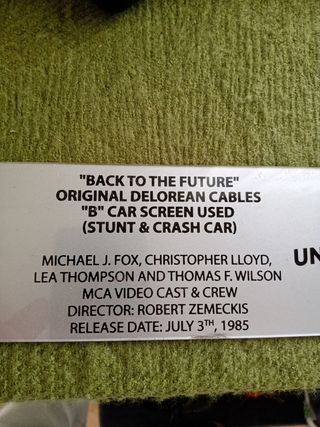 "BACK TO THE FUTURE"
ORIGINAL DELOREAN CABLES
"B" CAR SCREEN USED
(STUNT & CRASH CAR)
MICHAEL J. FOX, CHRISTOPHER LLOYD,
LEA THOMPSON AND THOMAS F. WILSON
MCA VIDEO CAST & CREW
DIRECTOR: ROBERT ZEMECKIS
RELEASE DATE: JULY 3TH, 1985
UN